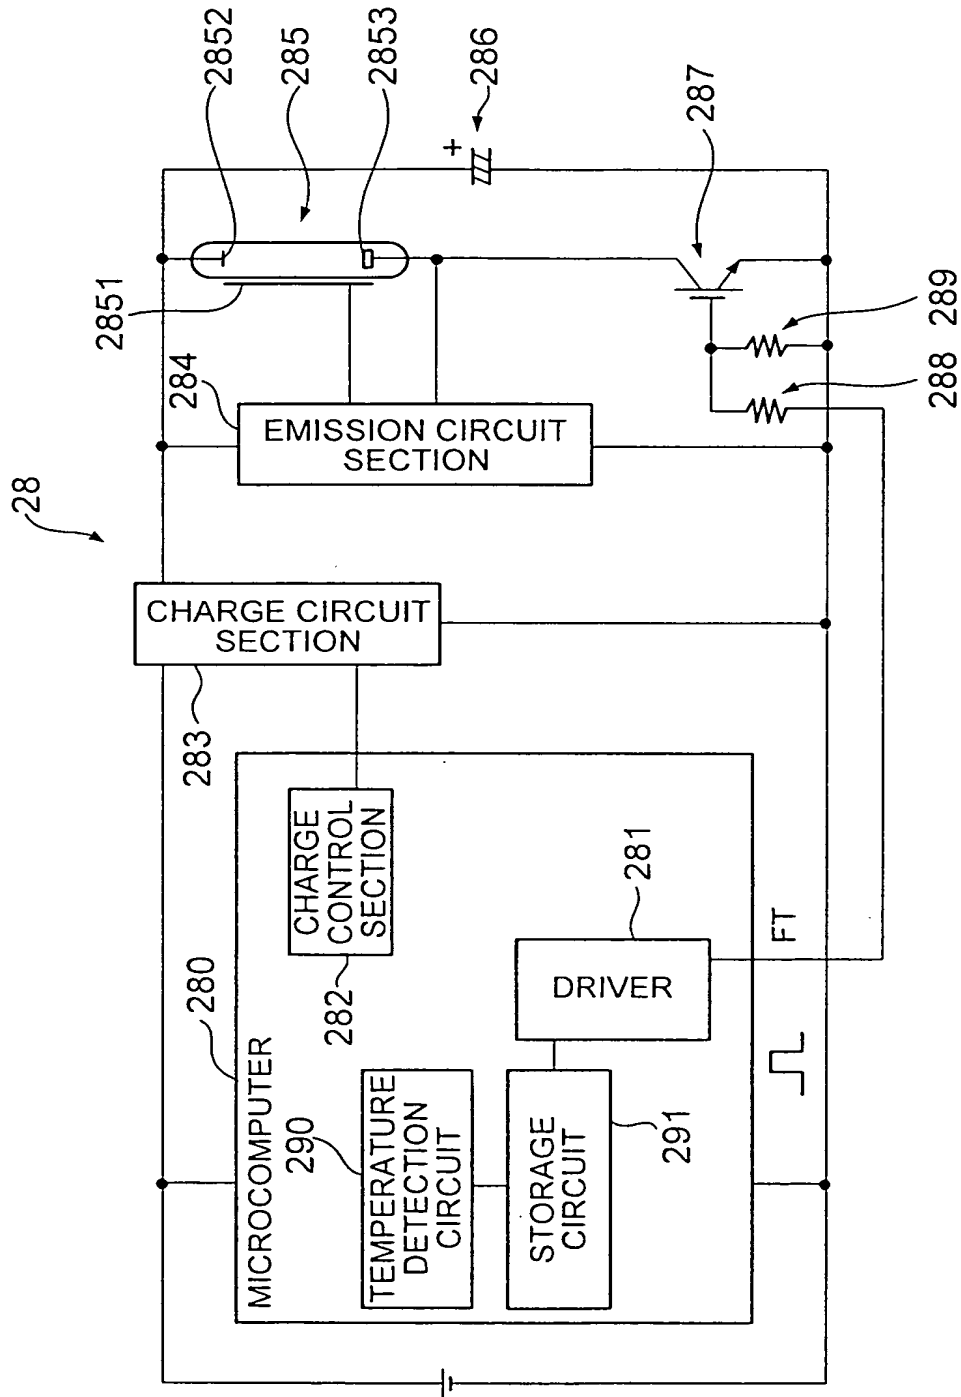 28
2852
285
2853
286
+
287
2851
284
EMISSION CIRCUIT
SECTION
289
288
CHARGE CIRCUIT
SECTION
283
280
MICROCOMPUTER
CHARGE
CONTROL
SECTION
282
281
DRIVER
FT
290
TEMPERATURE
DETECTION
CIRCUIT
STORAGE
CIRCUIT
291